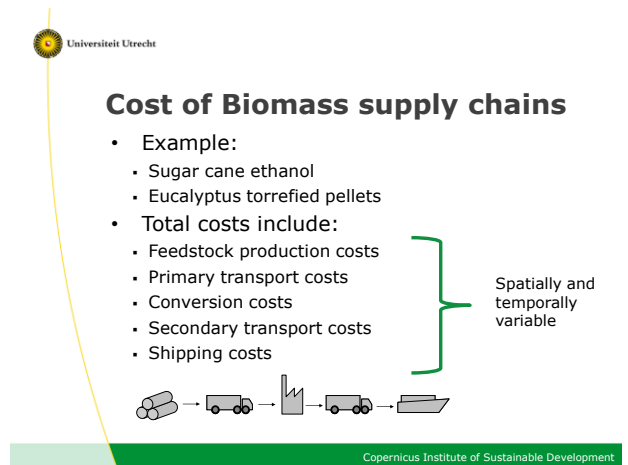 Universiteit Utrecht
Cost of Biomass supply chains
• Example:
▪ Sugar cane ethanol
▪ Eucalyptus torrefied pellets
• Total costs include:
▪ Feedstock production costs
▪ Primary transport costs
▪ Conversion costs
▪ Secondary transport costs
▪ Shipping costs
Spatially and
temporally
variable
Copernicus Institute of Sustainable Development